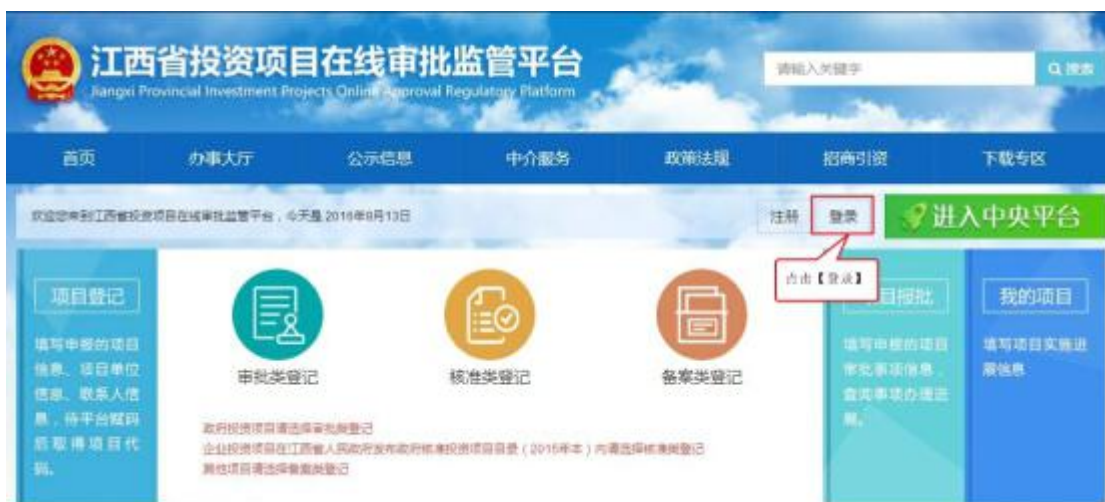 江西省投资项目在线审批监管平台
Jiangxi Provincial Investment Projects Online Approval Regulatory Platform
请输入关键字
搜索
首页 办事大厅 公示信息 中介服务 政策法规 招商引资 下载专区
欢迎您来到江西省投资项目在线审批监管平台，今天是 2016年9月13日
注册 登录 进入中央平台
点击【登录】
项目登记
填写申报的项目
信息、项目单位
信息、联系人信
息，待平台赋码
后取得项目代
码。
审批类登记
核准类登记
备案类登记
政府投资项目请选择审批类登记
企业投资项目在江西省人民政府发布政府核准投资项目目录（2015年本）内请选择核准类登记
其他项目请选择备案类登记
目报批
填写申报的项目
审批事项信息，
查询事项办理进
展。
我的项目
填写项目实施进
展信息